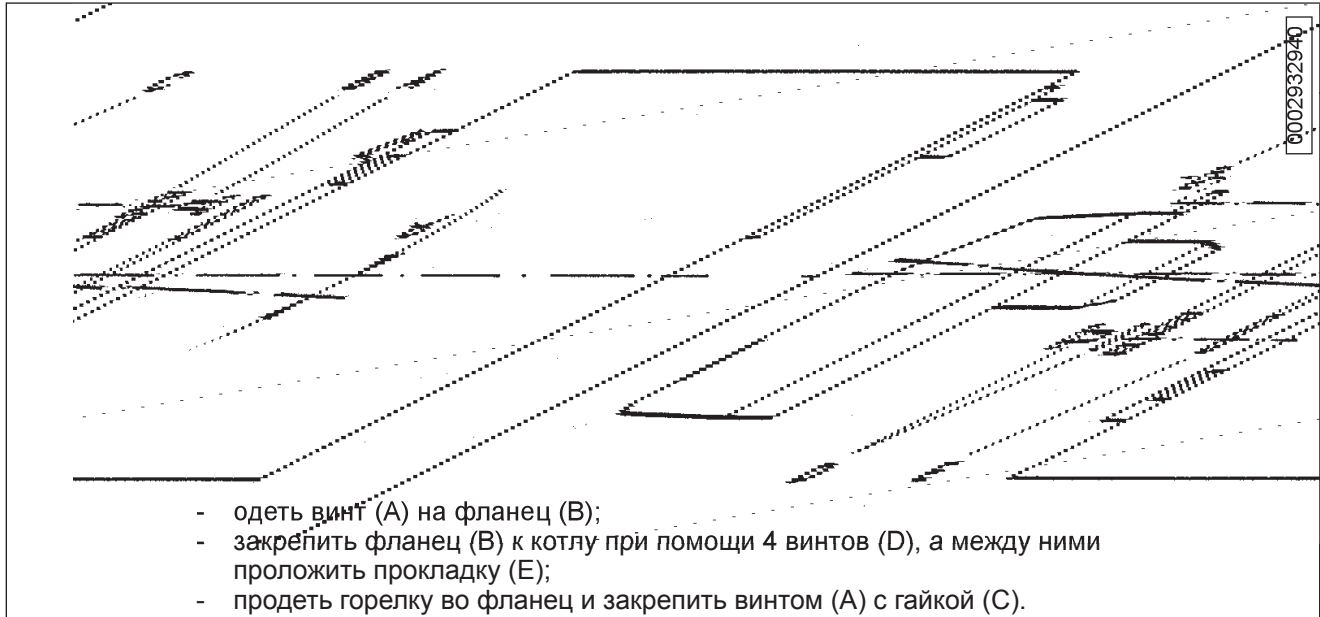 0002932940
- одеть винт (A) на фланец (B);
- закрепить фланец (B) к котлу при помощи 4 винтов (D), а между ними
проложить прокладку (E);
- продеть горелку во фланец и закрепить винтом (A) с гайкой (C).